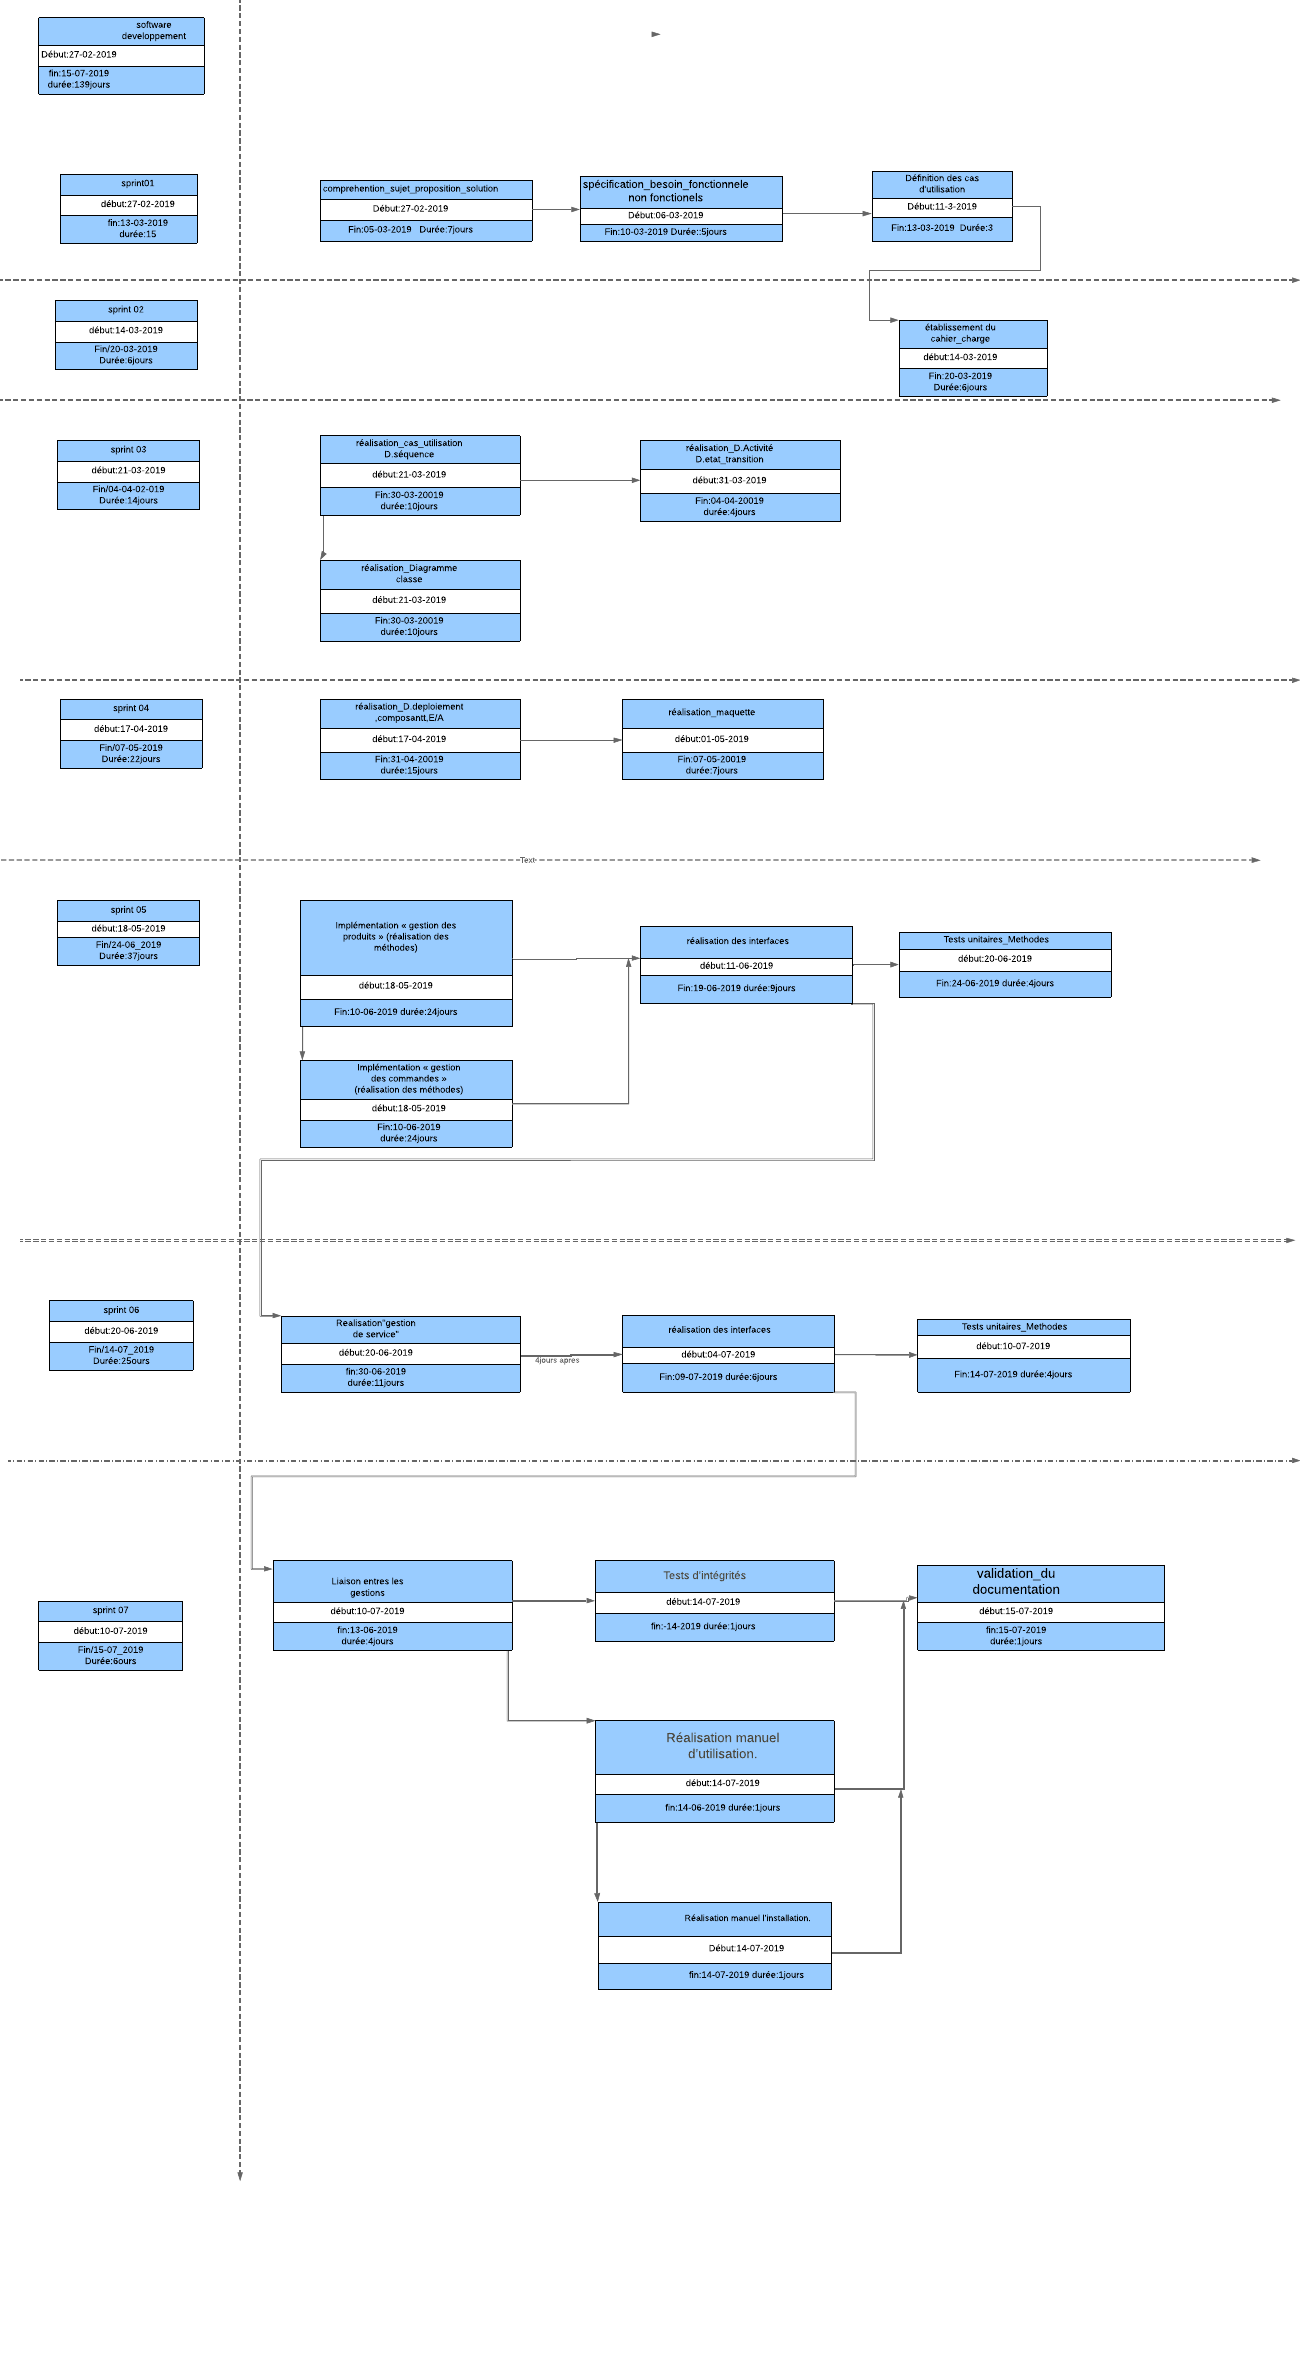 software
developpement
Début:27-02-2019
fin:15-07-2019
durée:139jours
sprint01
début:27-02-2019
fin:13-03-2019
durée:15
comprehention_sujet_proposition_solution
Début:27-02-2019
Fin:05-03-2019 Durée:7jours
spécification_besoin_fonctionnele
non fonctionels
Début:06-03-2019
Fin:10-03-2019 Durée::5jours
Définition des cas
d'utilisation
Début:11-3-2019
Fin:13-03-2019 Durée:3
sprint 02
début:14-03-2019
Fin/20-03-2019
Durée:6jours
établissement du
cahier_charge
début:14-03-2019
Fin:20-03-2019
Durée:6jours
sprint 03
début:21-03-2019
Fin/04-04-02-019
Durée:14jours
réalisation_cas_utilisation
D.séquence
début:21-03-2019
Fin:30-03-20019
durée:10jours
réalisation_D.Activité
D.etat_transition
début:31-03-2019
Fin:04-04-20019
durée:4jours
réalisation_Diagramme
classe
début:21-03-2019
Fin:30-03-20019
durée:10jours
sprint 04
début:17-04-2019
Fin/07-05-2019
Durée:22jours
réalisation_D.deploiement
,composantt,E/A
début:17-04-2019
Fin:31-04-20019
durée:15jours
réalisation_maquette
début:01-05-2019
Fin:07-05-20019
durée:7jours
Text
sprint 05
début:18-05-2019
Fin/24-06_2019
Durée:37jours
Implémentation « gestion des
produits » (réalisation des
méthodes)
début:18-05-2019
Fin:10-06-2019 durée:24jours
réalisation des interfaces
début:11-06-2019
Fin:19-06-2019 durée:9jours
Tests unitaires_Methodes
début:20-06-2019
Fin:24-06-2019 durée:4jours
Implémentation « gestion
des commandes »
(réalisation des méthodes)
début:18-05-2019
Fin:10-06-2019
durée:24jours
sprint 06
début:20-06-2019
Fin/14-07_2019
Durée:25ours
Realisation"gestion
de service"
début:20-06-2019
fin:30-06-2019
durée:11jours
4jours apres
réalisation des interfaces
début:04-07-2019
Fin:09-07-2019 durée:6jours
Tests unitaires_Methodes
début:10-07-2019
Fin:14-07-2019 durée:4jours
sprint 07
début:10-07-2019
Fin/15-07_2019
Durée:6ours
Liaison entres les
gestions
début:10-07-2019
fin:13-06-2019
durée:4jours
Tests d'intégrités
début:14-07-2019
fin:-14-2019 durée:1jours
validation_du
documentation
début:15-07-2019
fin:15-07-2019
durée:1jours
Réalisation manuel
d'utilisation.
début:14-07-2019
fin:14-06-2019 durée:1jours
Réalisation manuel l'installation.
Début:14-07-2019
fin:14-07-2019 durée:1jours